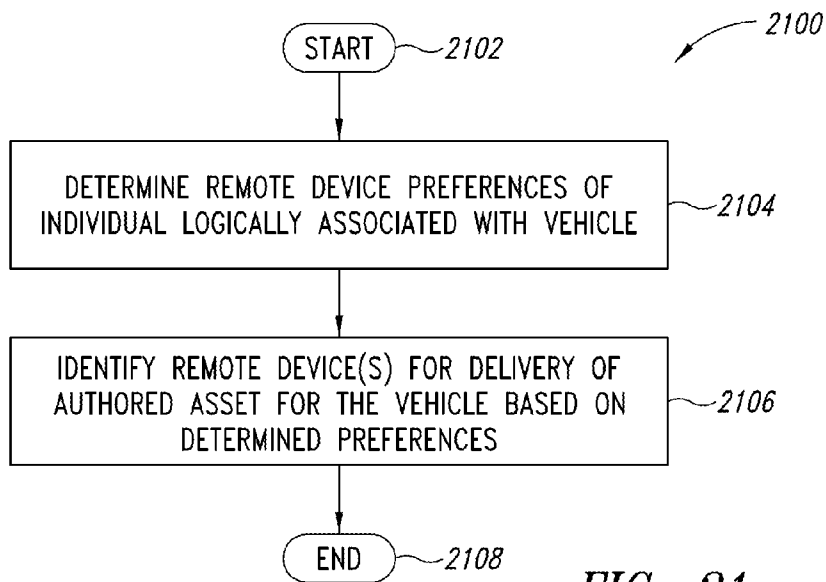 START
2102
2100
DETERMINE REMOTE DEVICE PREFERENCES OF
INDIVIDUAL LOGICALLY ASSOCIATED WITH VEHICLE
2104
IDENTIFY REMOTE DEVICE(S) FOR DELIVERY OF
AUTHORED ASSET FOR THE VEHICLE BASED ON
DETERMINED PREFERENCES
2106
END
2108